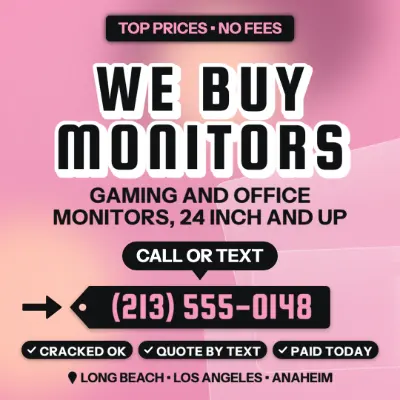 TOP PRICES • NO FEES
WE BUY
MONITORS
GAMING AND OFFICE
MONITORS, 24 INCH AND UP
CALL OR TEXT
(213) 555-0148
CRACKED OK QUOTE BY TEXT PAID TODAY
LONG BEACH • LOS ANGELES • ANAHEIM